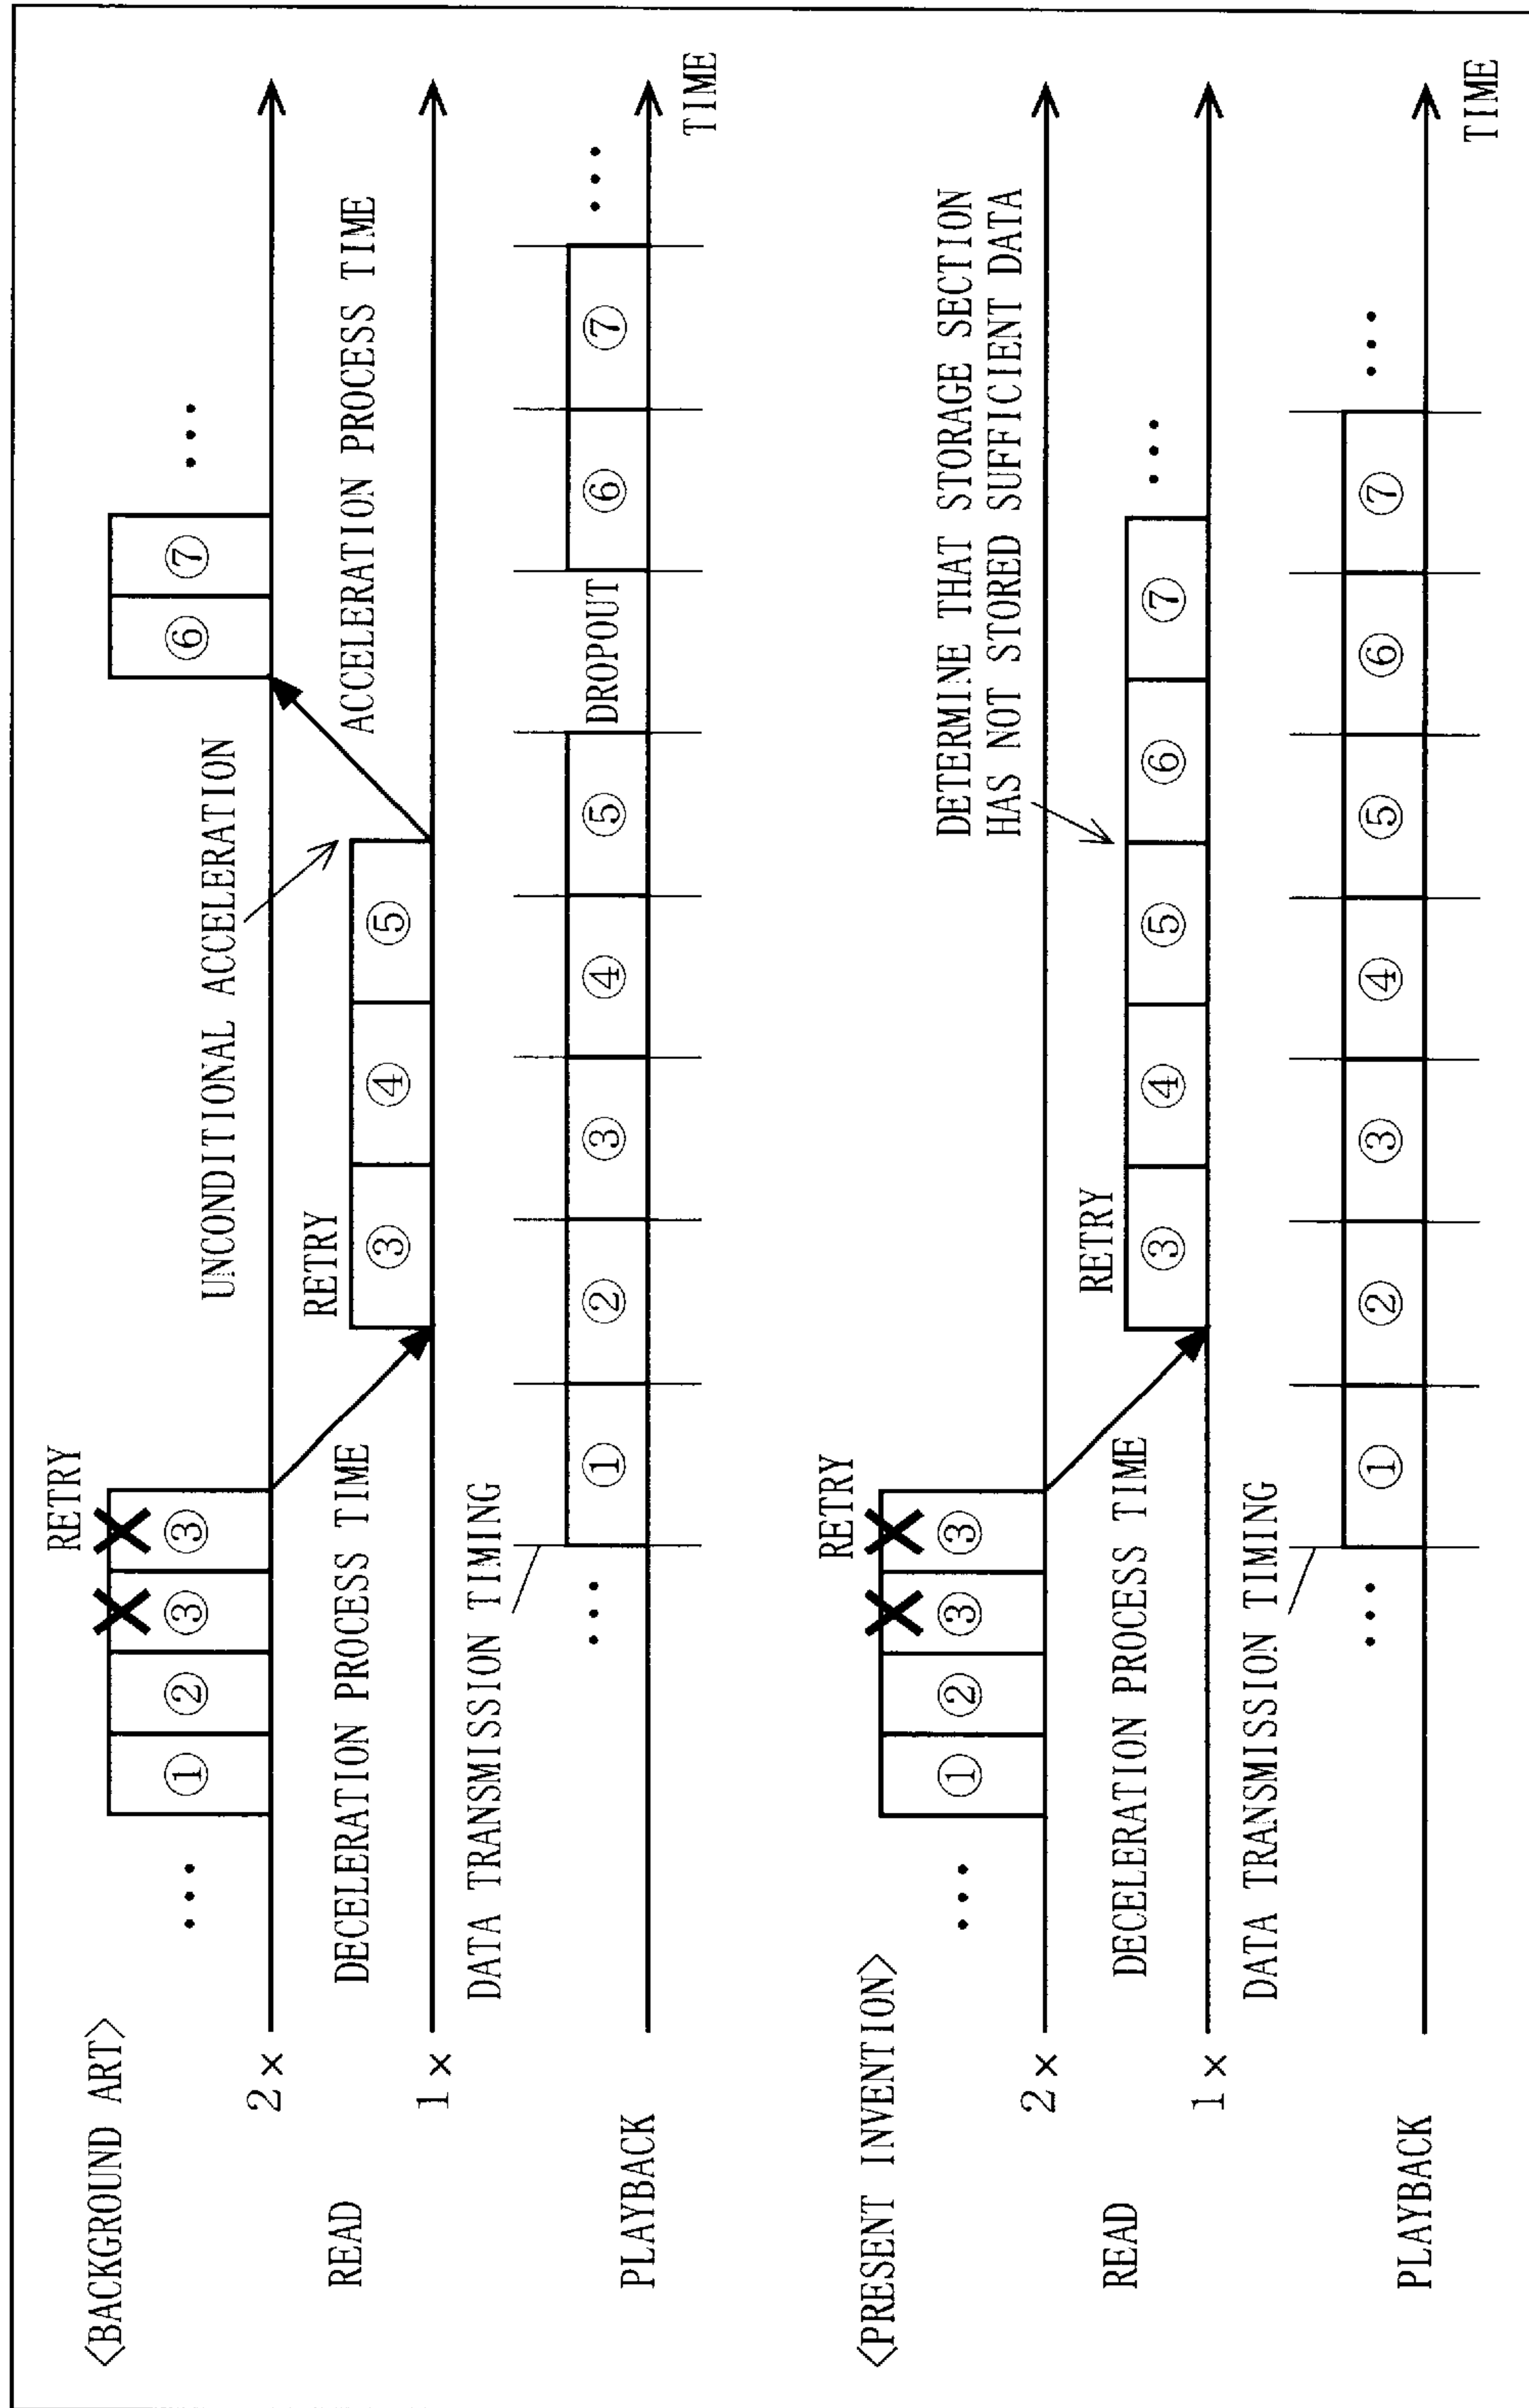 <BACKGROUND ART>
RETRY
... ① ② ③ ③ ⑥ ⑦ ...
UNCONDITIONAL ACCELERATION
2×
READ
RETRY
DECELERATION PROCESS TIME
ACCELERATION PROCESS TIME
③ ④ ⑤
1×
DATA TRANSMISSION TIMING
... ① ② ③ ④ ⑤ DROPOUT ⑥ ⑦ ...
PLAYBACK
TIME
<PRESENT INVENTION>
RETRY
... ① ② ③ ③
DETERMINE THAT STORAGE SECTION
HAS NOT STORED SUFFICIENT DATA
2×
READ
RETRY
DECELERATION PROCESS TIME
③ ④ ⑤ ⑥ ⑦ ...
1×
DATA TRANSMISSION TIMING
... ① ② ③ ④ ⑤ ⑥ ⑦ ...
PLAYBACK
TIME